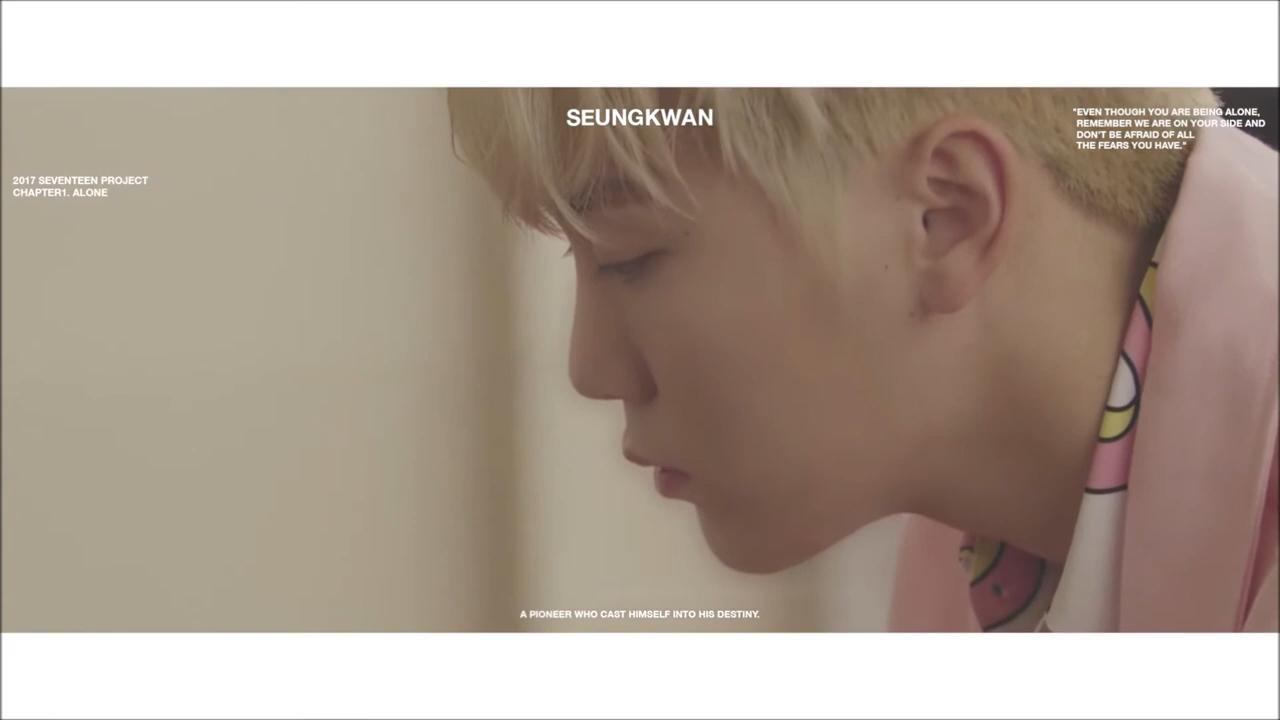 SEUNGKWAN
"EVEN THOUGH YOU ARE BEING ALONE,
REMEMBER WE ARE ON YOUR SIDE AND
DON'T BE AFRAID OF ALL
THE FEARS YOU HAVE."
2017 SEVENTEEN PROJECT
CHAPTER1. ALONE
A PIONEER WHO CAST HIMSELF INTO HIS DESTINY.